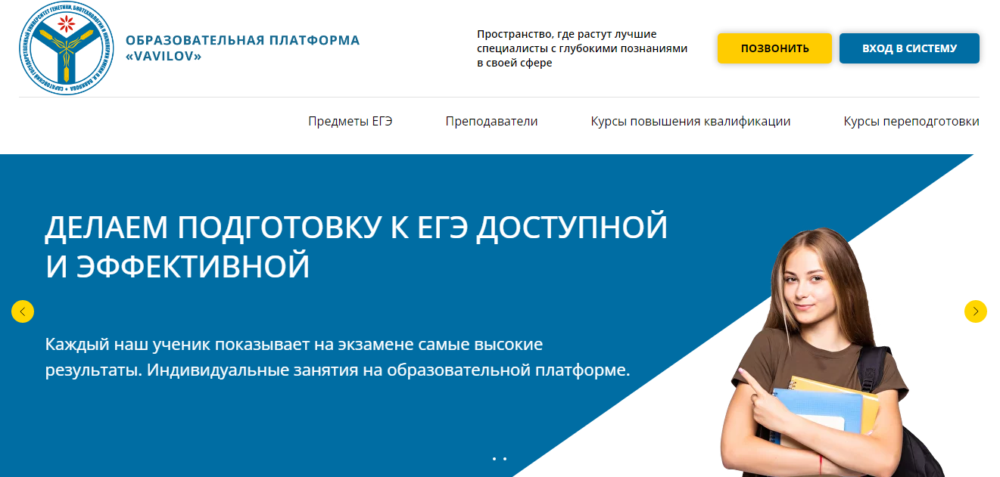 САРАТОВСКИЙ ГОСУДАРСТВЕННЫЙ УНИВЕРСИТЕТ ГЕНЕТИКИ, БИОТЕХНОЛОГИИ И ИНЖЕНЕРИИ ИМЕНИ Н.И. ВАВИЛОВА
ОБРАЗОВАТЕЛЬНАЯ ПЛАТФОРМА
«VAVILOV»
Пространство, где растут лучшие
специалисты с глубокими познаниями
в своей сфере
ПОЗВОНИТЬ
ВХОД В СИСТЕМУ
Предметы ЕГЭ
Преподаватели
Курсы повышения квалификации
Курсы переподготовки
ДЕЛАЕМ ПОДГОТОВКУ К ЕГЭ ДОСТУПНОЙ
И ЭФФЕКТИВНОЙ
Каждый наш ученик показывает на экзамене самые высокие
результаты. Индивидуальные занятия на образовательной платформе.